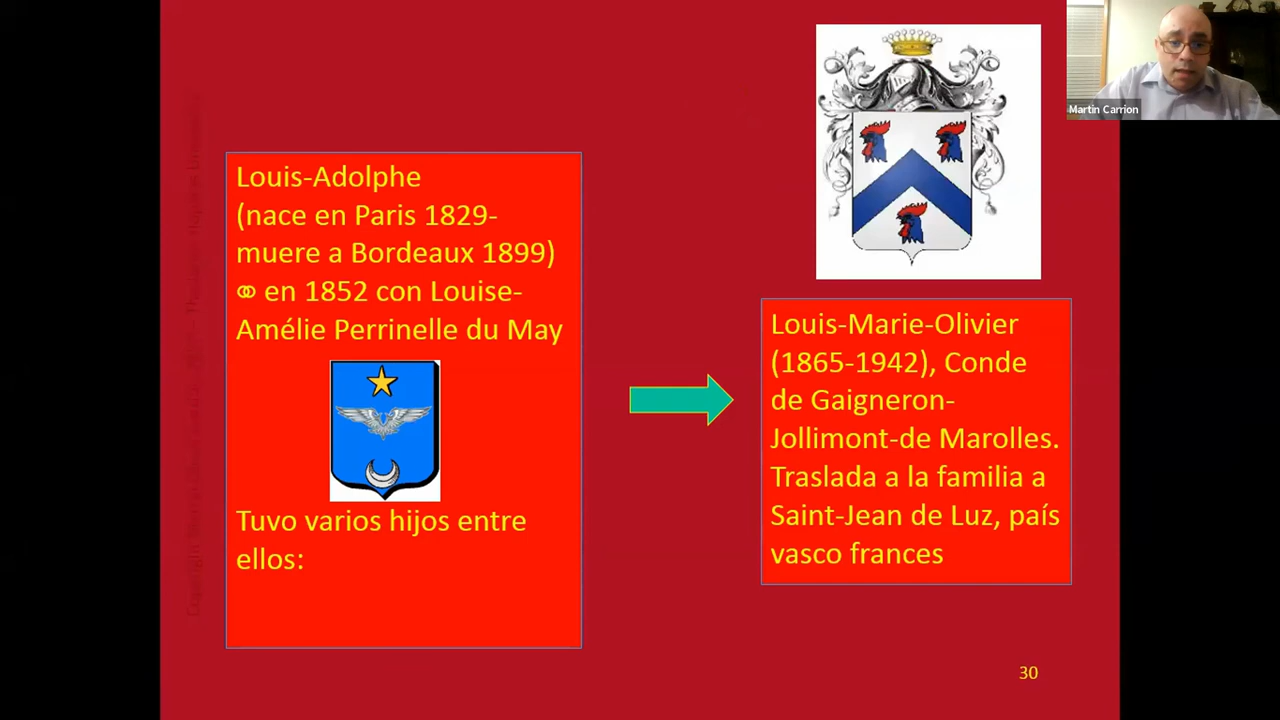 Martin Carrion
Louis-Adolphe
(nace en Paris 1829-
muere a Bordeaux 1899)
⚭ en 1852 con Louise-
Amélie Perrinelle du May
Tuvo varios hijos entre
ellos:
Louis-Marie-Olivier
(1865-1942), Conde
de Gaigneron-
Jollimont-de Marolles.
Traslada a la familia a
Saint-Jean de Luz, país
vasco frances
30